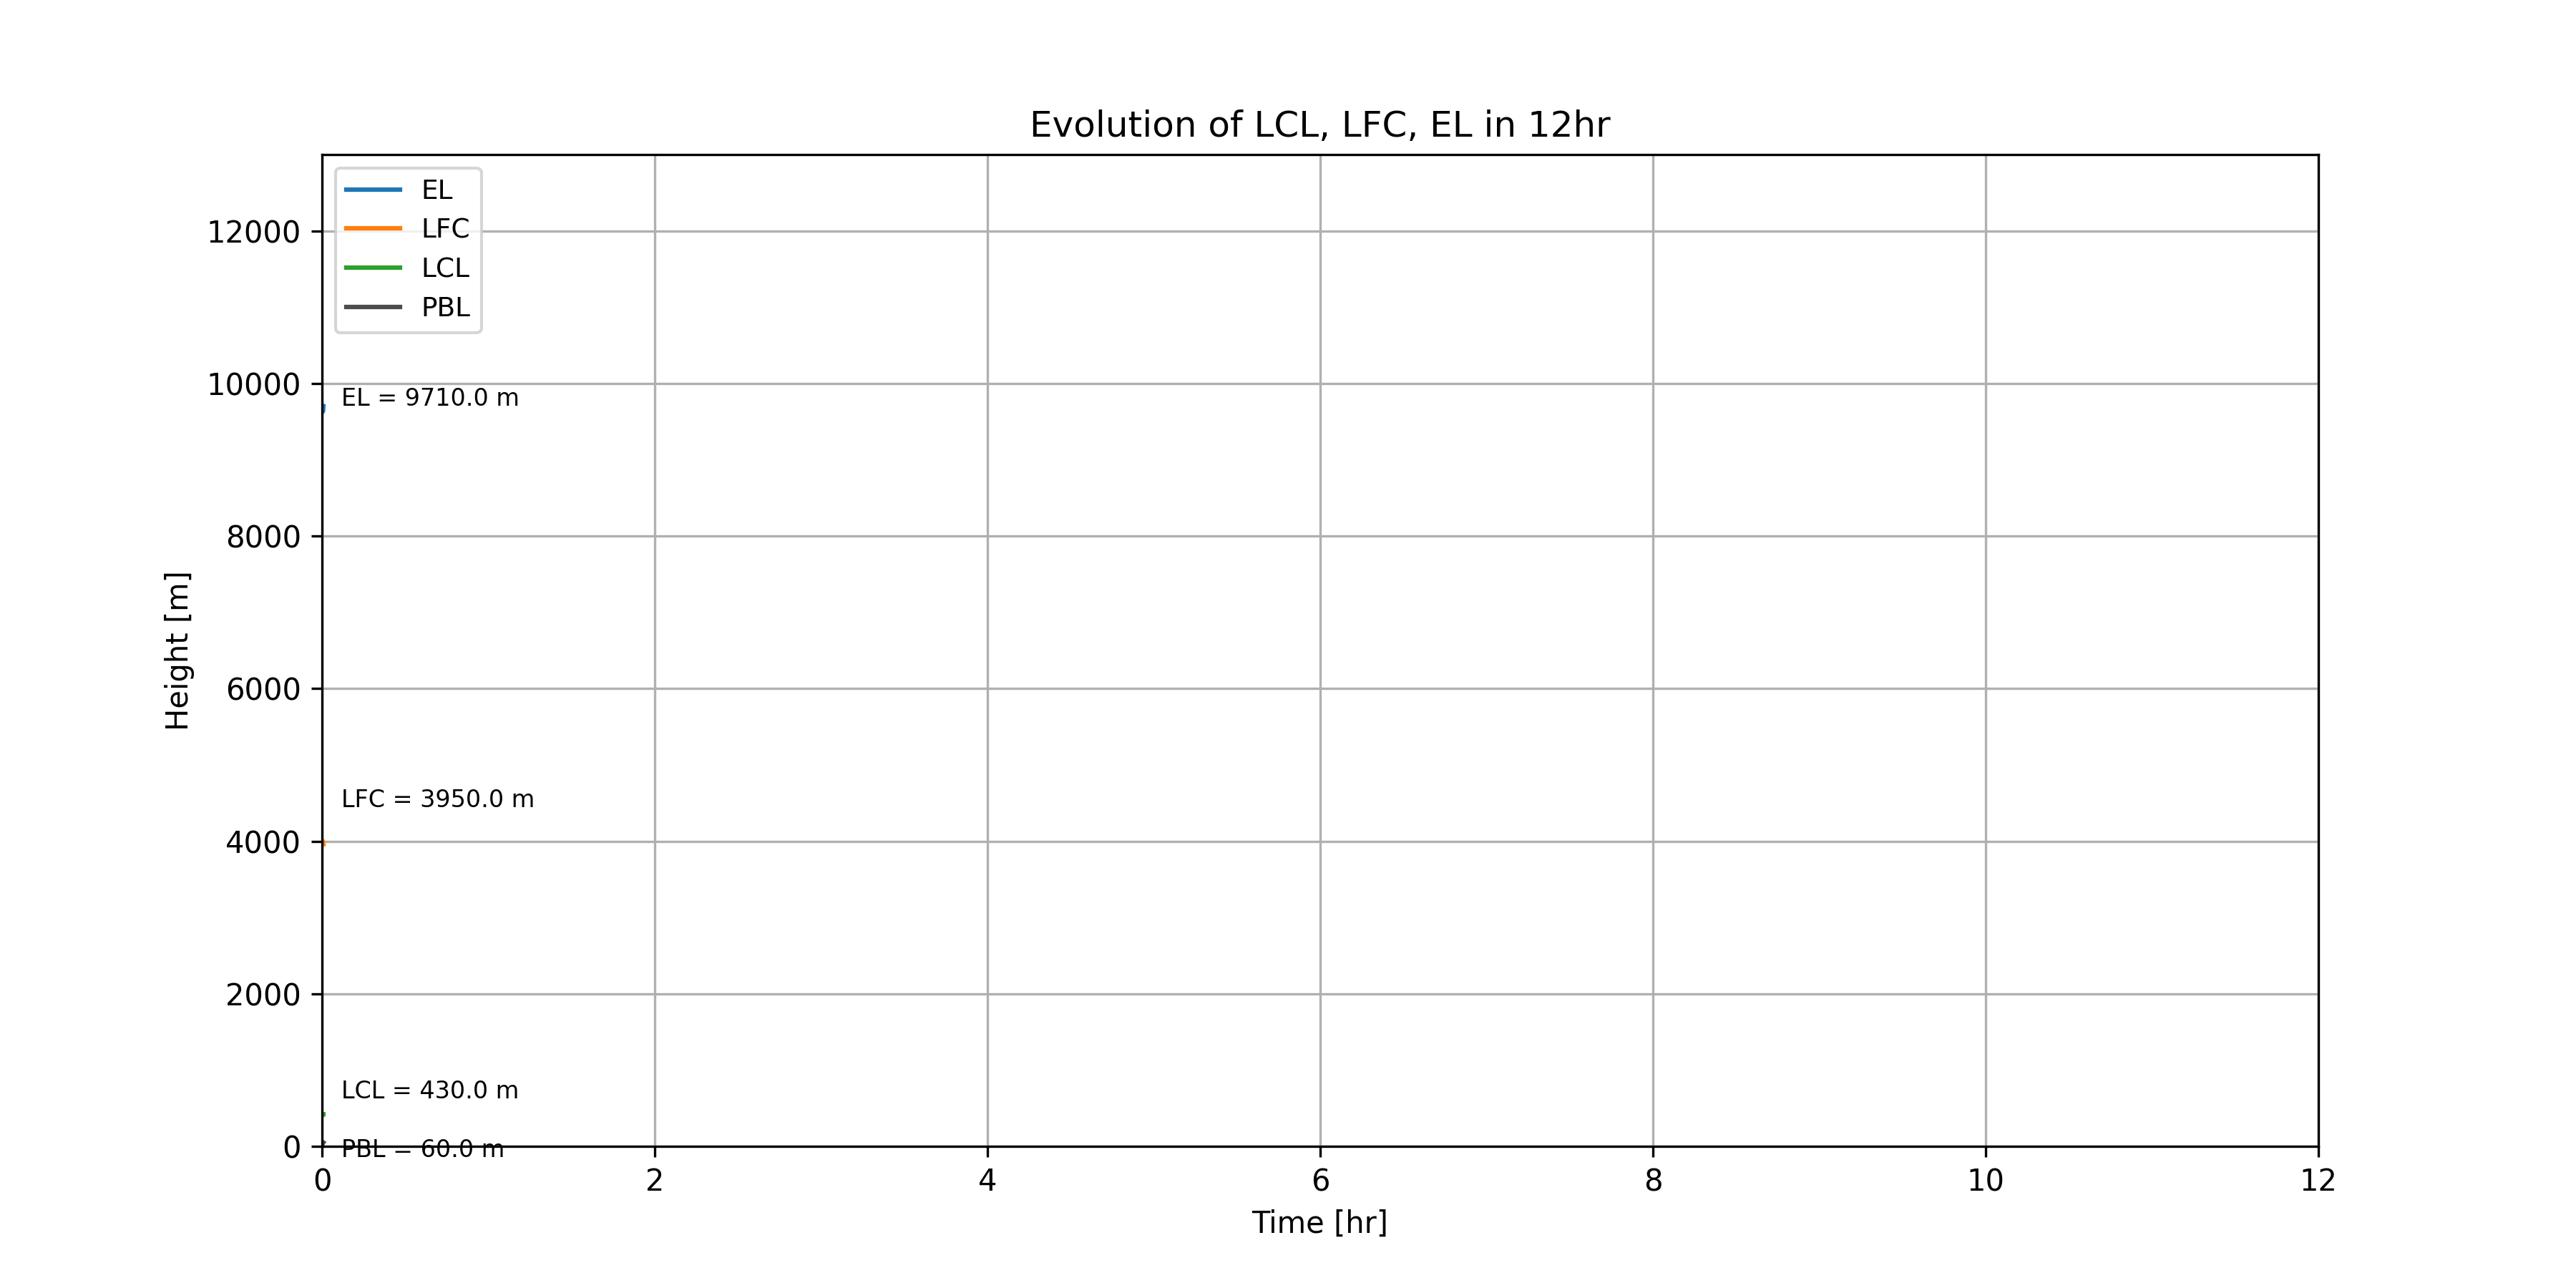 Evolution of LCL, LFC, EL in 12hr
EL
LFC
LCL
PBL
12000
10000
8000
6000
4000
2000
0
Height [m]
EL = 9710.0 m
LFC = 3950.0 m
LCL = 430.0 m
PBL = 60.0 m
0 2 4 6 8 10 12
Time [hr]